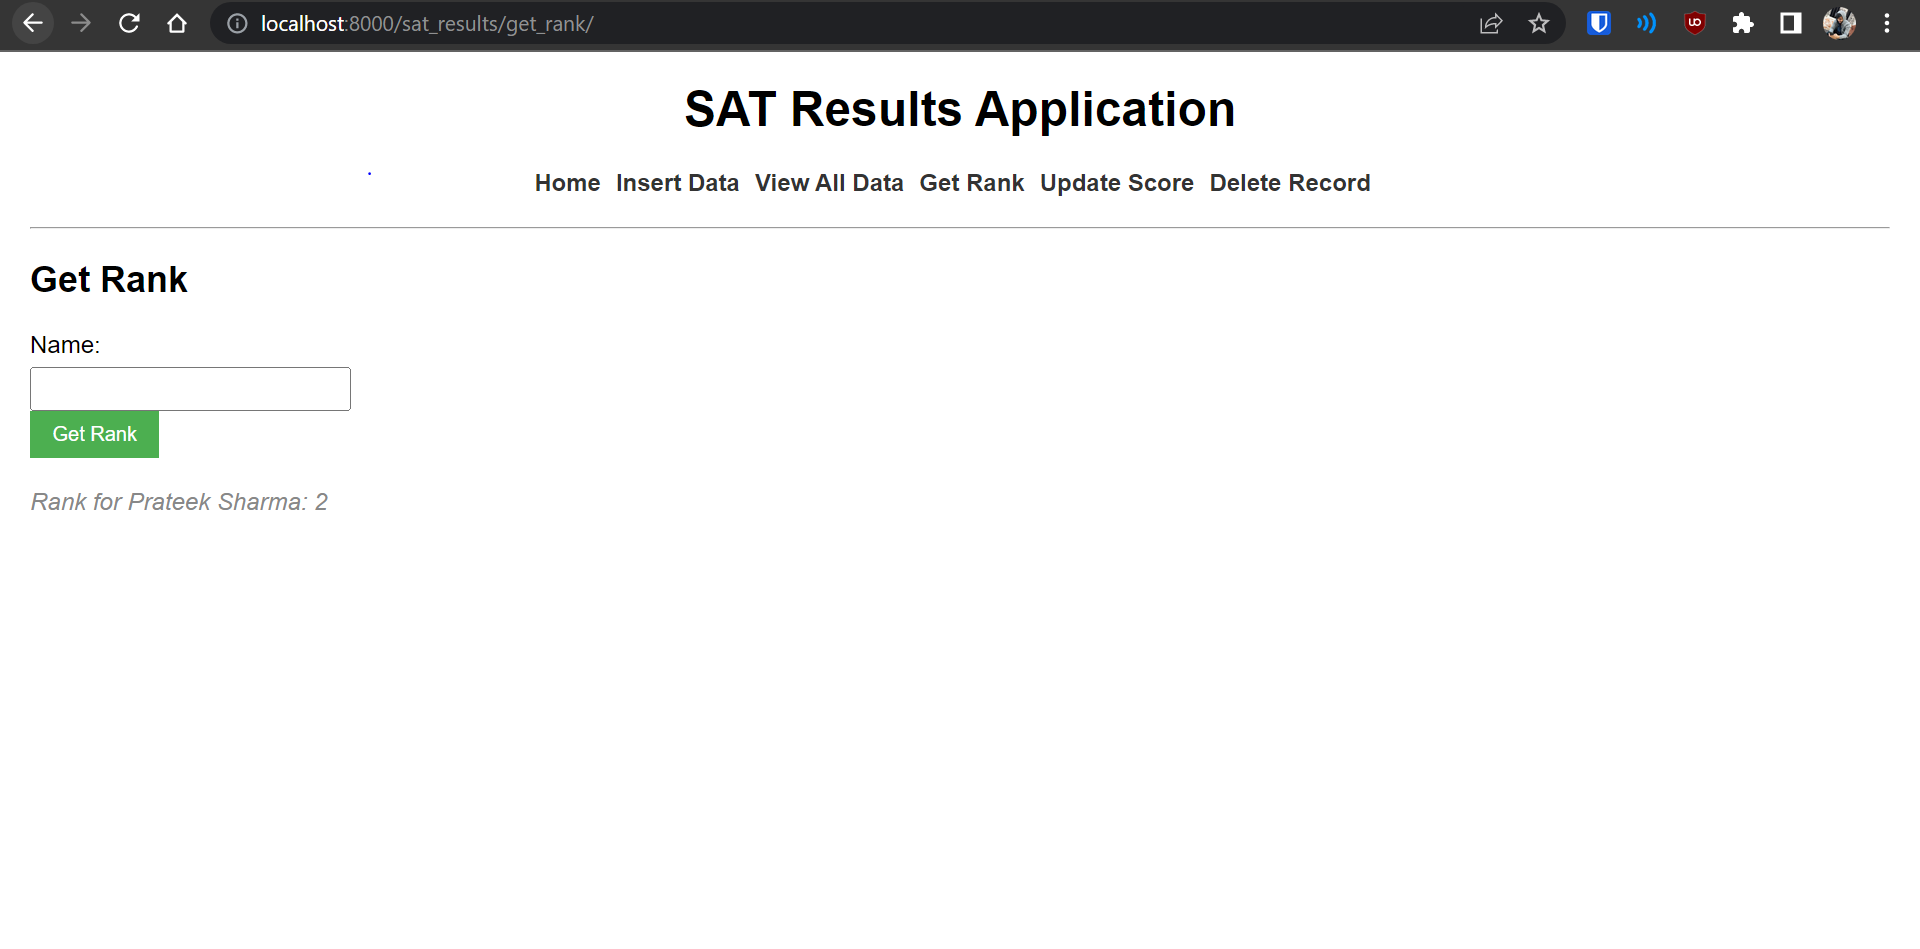 localhost:8000/sat_results/get_rank/
SAT Results Application
Home Insert Data View All Data Get Rank Update Score Delete Record
Get Rank
Name:
Get Rank
Rank for Prateek Sharma: 2